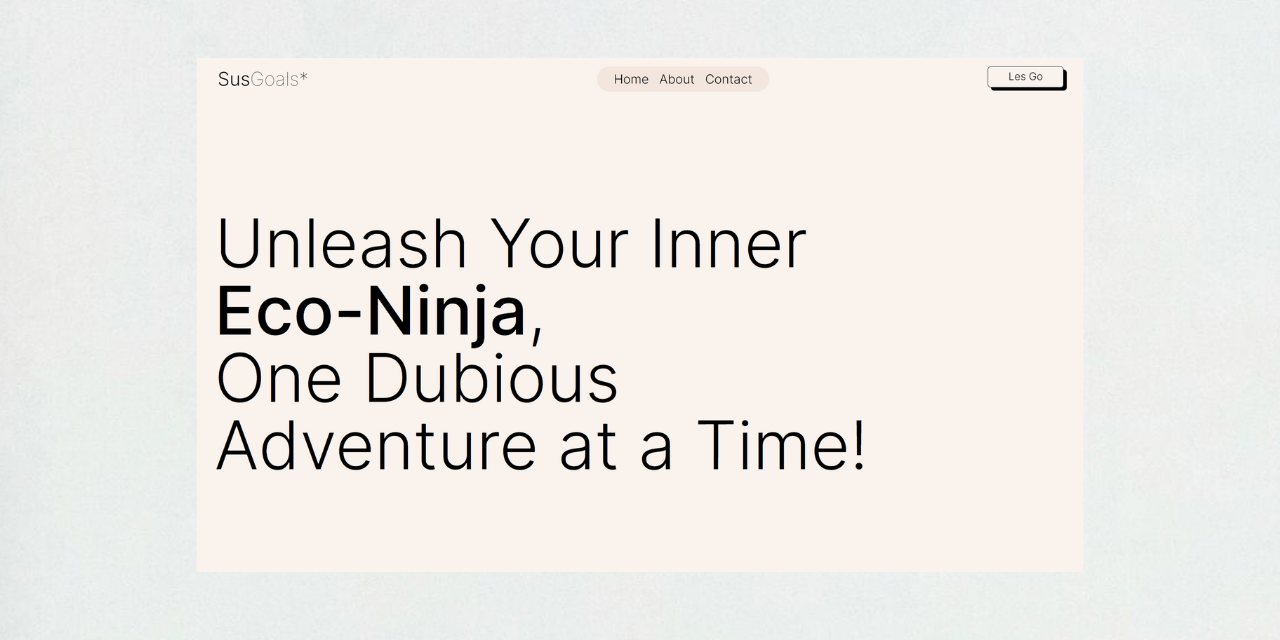 SusGoals*
Home About Contact
Les Go
Unleash Your Inner
Eco-Ninja,
One Dubious
Adventure at a Time!